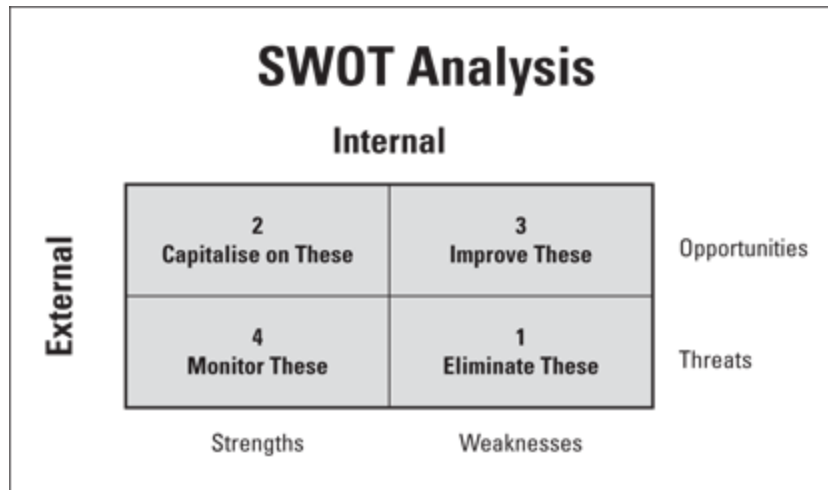 SWOT Analysis
Internal
External
2
Capitalise on These
3
Improve These
Opportunities
4
Monitor These
1
Eliminate These
Threats
Strengths
Weaknesses